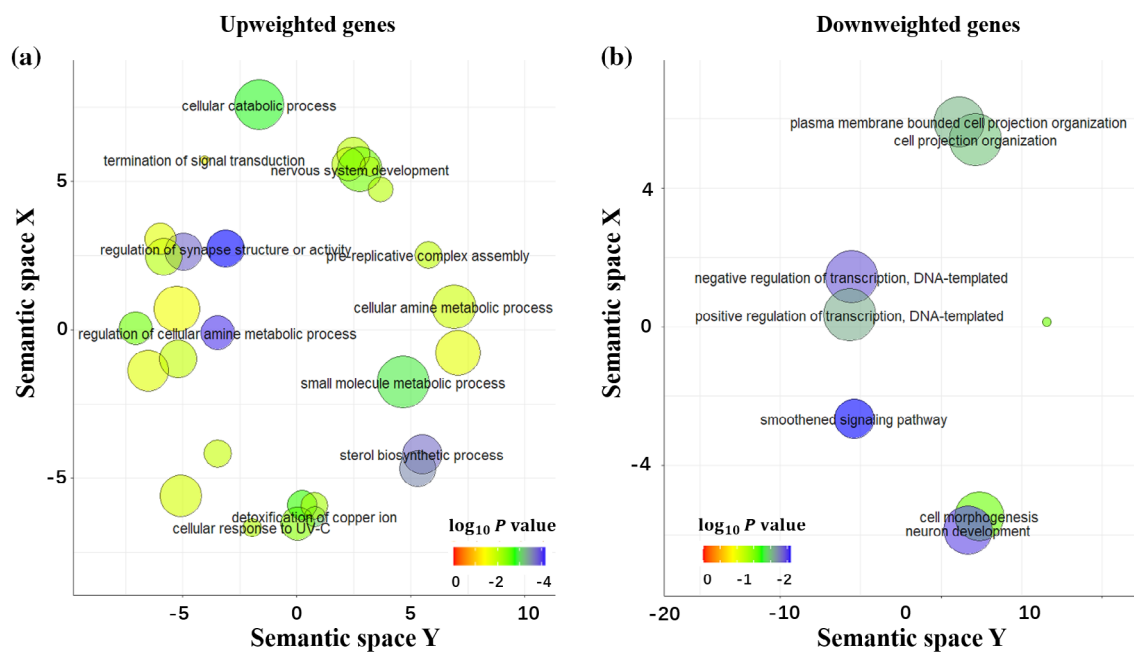 Upweighted genes
(a)
cellular catabolic process
termination of signal transduction
nervous system development
5
regulation of synapse structure or activity
pre-replicative complex assembly
cellular amine metabolic process
0
regulation of cellular amine metabolic process
small molecule metabolic process
sterol biosynthetic process
-5
detoxification of copper ion
cellular response to UV-C
log₁₀ P value
0 -2 -4
-5 0 5 10
Semantic space Y
Semantic space X
Downweighted genes
(b)
plasma membrane bounded cell projection organization
cell projection organization
4
negative regulation of transcription, DNA-templated
positive regulation of transcription, DNA-templated
0
smoothened signaling pathway
-4
cell morphogenesis
neuron development
log₁₀ P value
0 -1 -2
-20 -10 0 10
Semantic space Y
Semantic space X